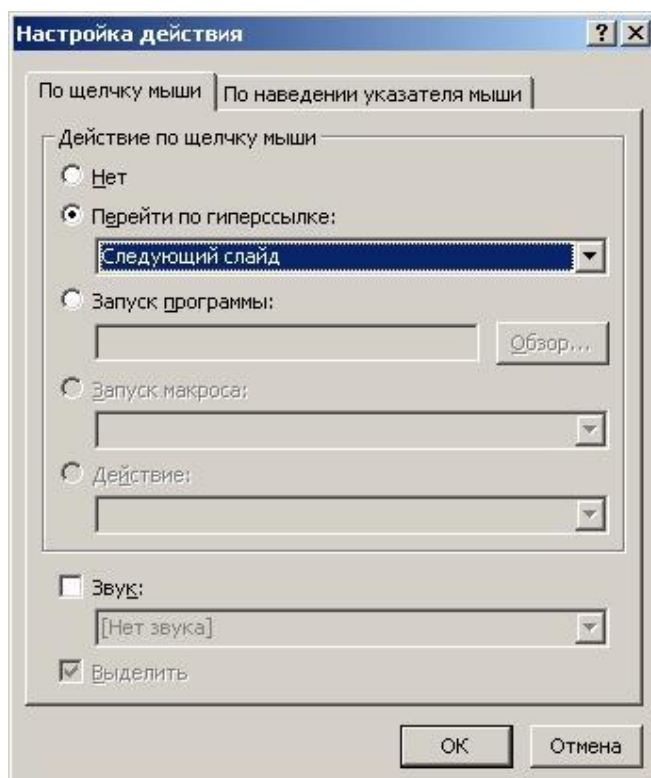 Настройка действия
По щелчку мыши По наведении указателя мыши
Действие по щелчку мыши
Нет
Перейти по гиперссылке:
Следующий слайд
Запуск программы:
Обзор...
Запуск макроса:
Действие:
Звук:
[Нет звука]
Выделить
ОК Отмена